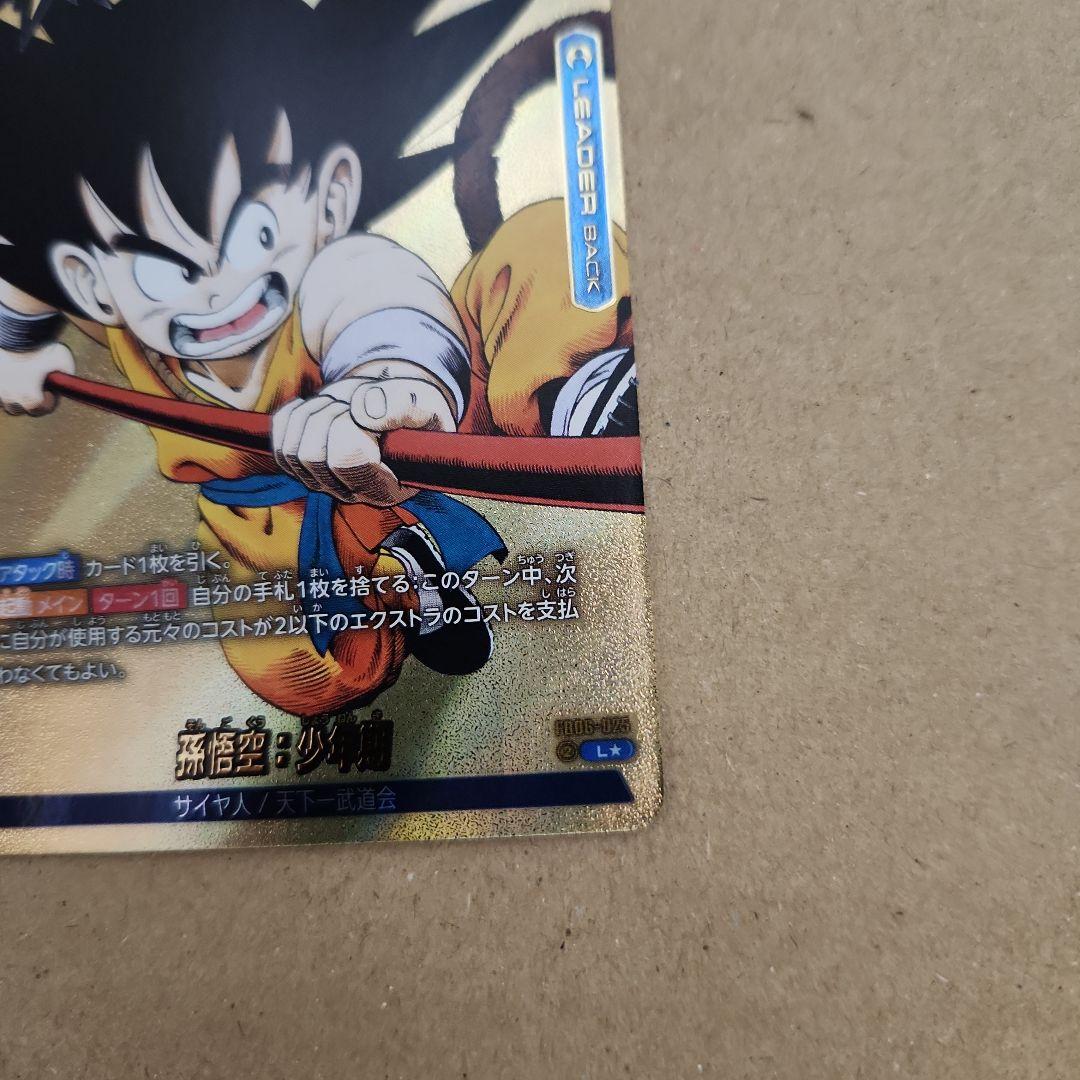 LEADER BACK
アタック時 カード1枚を引く。
起動メイン ターン1回 自分の手札1枚を捨てる：このターン中、次
に自分が使用する元々のコストが2以下のエクストラのコストを支払
わなくてもよい。
孫悟空：少年期
FB06-025
L★
サイヤ人 / 天下一武道会